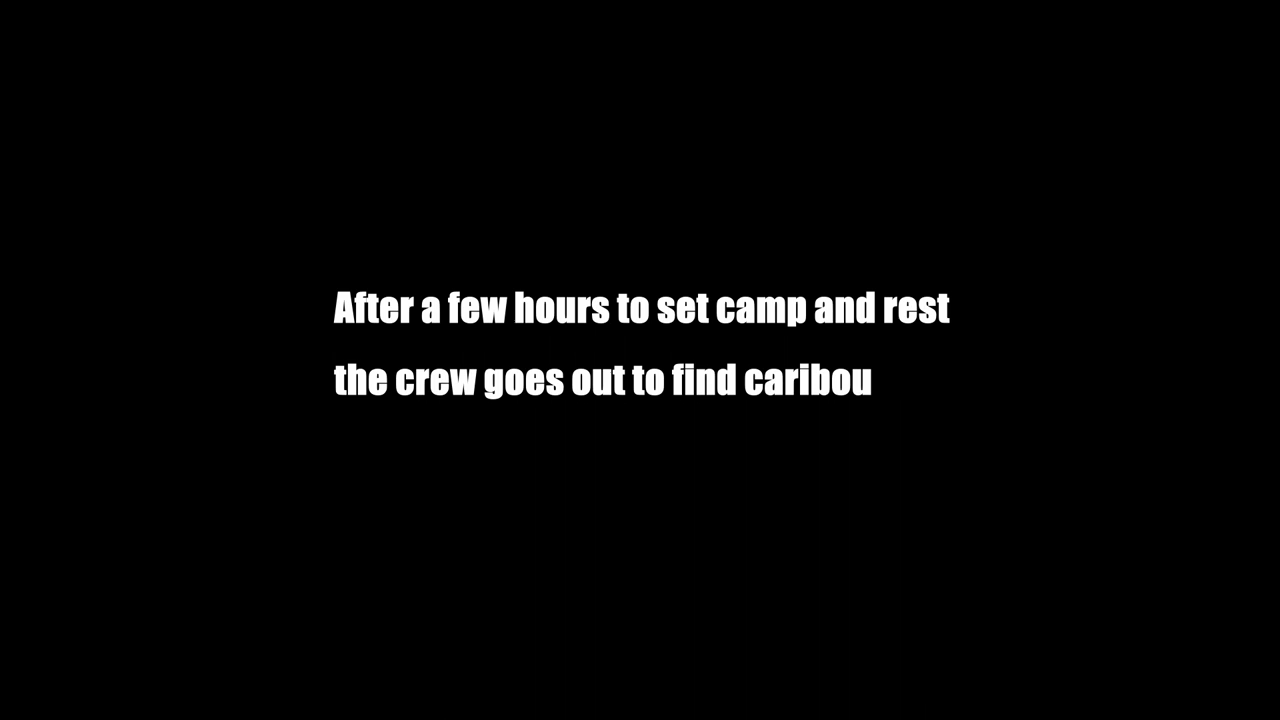 After a few hours to set camp and rest
the crew goes out to find caribou